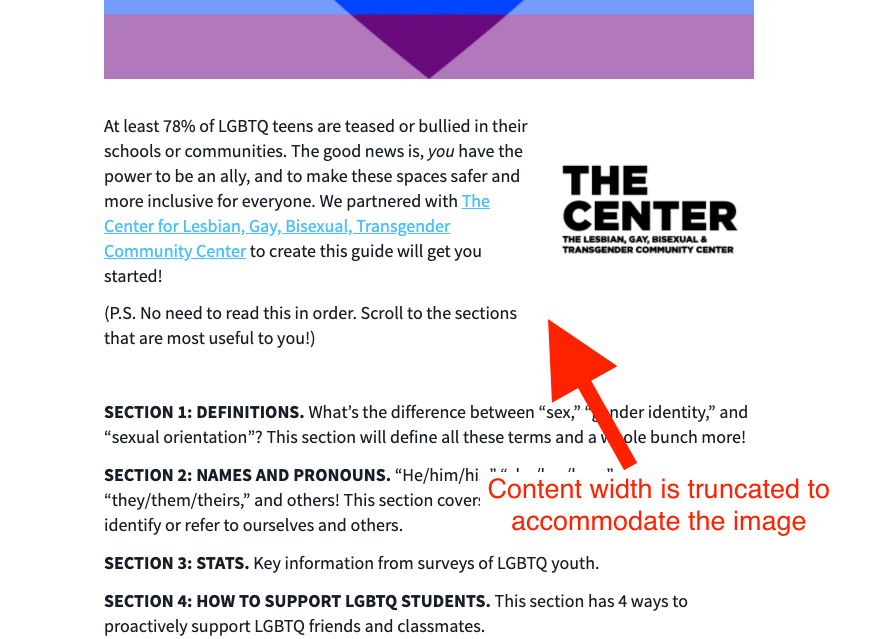 At least 78% of LGBTQ teens are teased or bullied in their
schools or communities. The good news is, you have the
power to be an ally, and to make these spaces safer and
more inclusive for everyone. We partnered with The
Center for Lesbian, Gay, Bisexual, Transgender
Community Center to create this guide will get you
started!
(P.S. No need to read this in order. Scroll to the sections
that are most useful to you!)
THE
CENTER
THE LESBIAN, GAY, BISEXUAL &
TRANSGENDER COMMUNITY CENTER
SECTION 1: DEFINITIONS. What’s the difference between “sex,” “gender identity,” and
“sexual orientation”? This section will define all these terms and a whole bunch more!
SECTION 2: NAMES AND PRONOUNS. “He/him/his,”
“they/them/theirs,” and others! This section covers
identify or refer to ourselves and others.
Content width is truncated to
accommodate the image
SECTION 3: STATS. Key information from surveys of LGBTQ youth.
SECTION 4: HOW TO SUPPORT LGBTQ STUDENTS. This section has 4 ways to
proactively support LGBTQ friends and classmates.